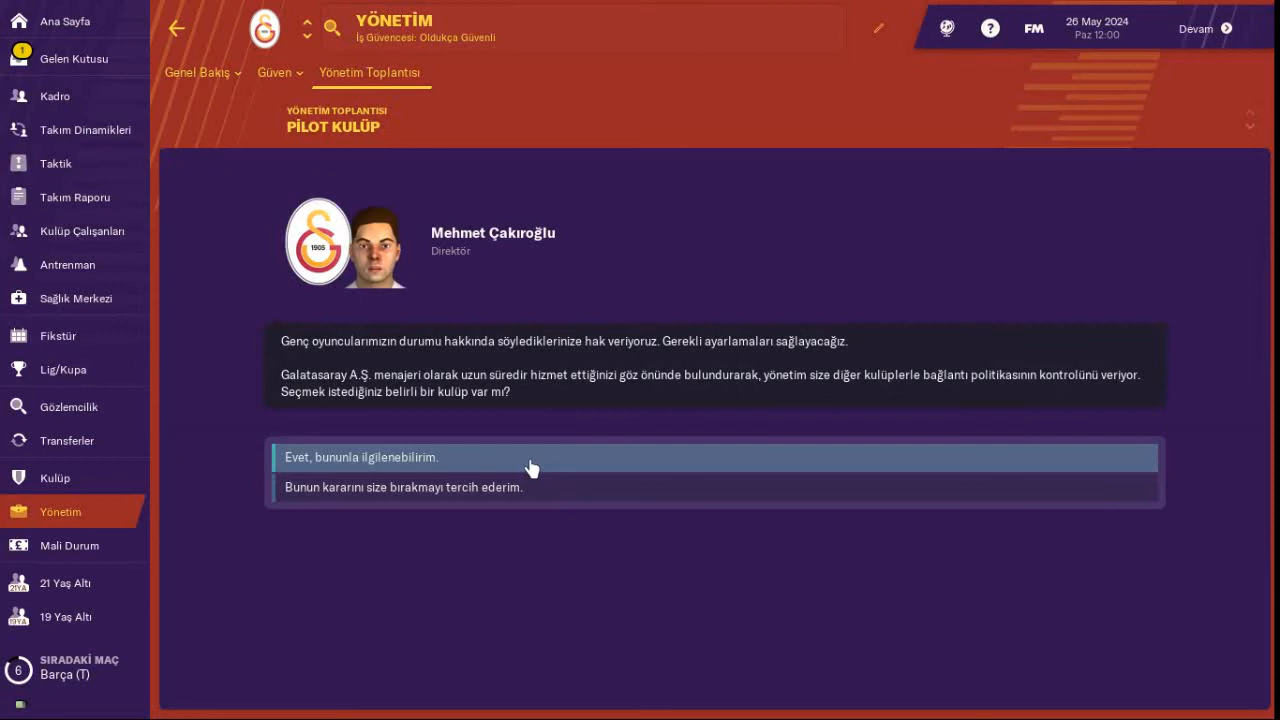 Ana Sayfa
1
Gelen Kutusu
Kadro
Takım Dinamikleri
Taktik
Takım Raporu
Kulüp Çalışanları
Antrenman
Sağlık Merkezi
Fikstür
Lig/Kupa
Gözlemcilik
Transferler
Kulüp
Yönetim
Mali Durum
21YA
21 Yaş Altı
19YA
19 Yaş Altı
6
SIRADAKİ MAÇ
Barça (T)
YÖNETİM
İş Güvencesi: Oldukça Güvenli
?
FM
26 May 2024
Paz 12:00
Devam
Genel Bakış
Güven
Yönetim Toplantısı
YÖNETİM TOPLANTISI
PİLOT KULÜP
1905
Mehmet Çakıroğlu
Direktör
Genç oyuncularımızın durumu hakkında söylediklerinize hak veriyoruz. Gerekli ayarlamaları sağlayacağız.
Galatasaray A.Ş. menajeri olarak uzun süredir hizmet ettiğinizi göz önünde bulundurarak, yönetim size diğer kulüplerle bağlantı politikasının kontrolünü veriyor.
Seçmek istediğiniz belirli bir kulüp var mı?
Evet, bununla ilgilenebilirim.
Bunun kararını size bırakmayı tercih ederim.